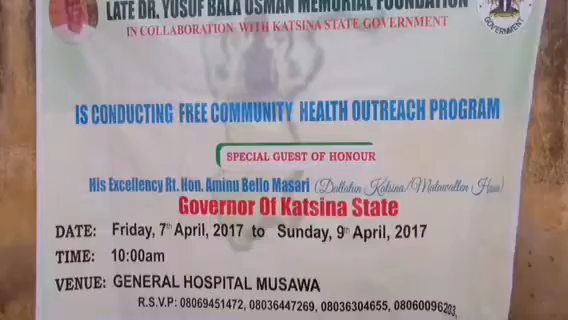 LATE DR. YUSUF BALA USMAN MEMORIAL FOUNDATION
IN COLLABORATION WITH KATSINA STATE GOVERNMENT
GOVERNMENT
IS CONDUCTING FREE COMMUNITY HEALTH OUTREACH PROGRAM
SPECIAL GUEST OF HONOUR
His Excellency Rt. Hon. Aminu Bello Masari (Dallatun Katsina/Matawallen Hausa)
Governor Of Katsina State
DATE: Friday, 7th April, 2017 to Sunday, 9th April, 2017
TIME: 10:00am
VENUE: GENERAL HOSPITAL MUSAWA
R.S.V.P: 08069451472, 08036447269, 08036304655, 08060096203,